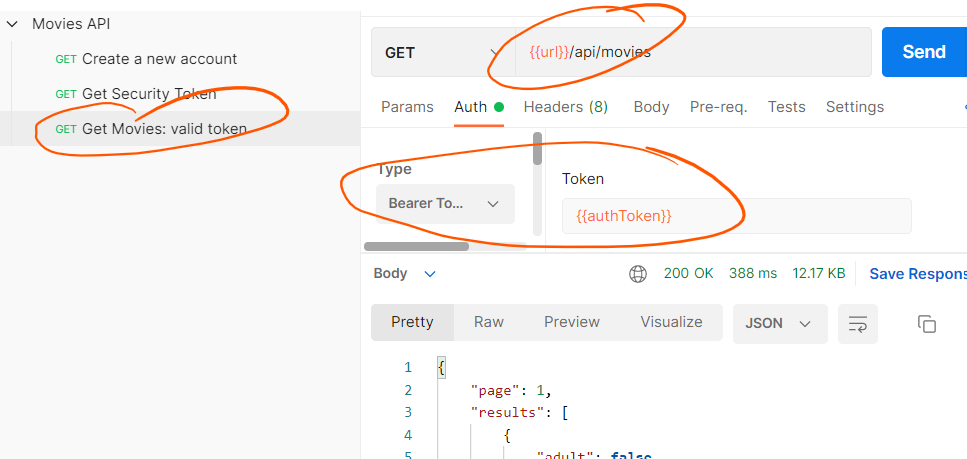 Movies API
GET Create a new account
GET Get Security Token
GET Get Movies: valid token
GET {{url}}/api/movies Send
Params Auth Headers (8) Body Pre-req. Tests Settings
Type
Bearer To...
Token
{{authToken}}
Body 200 OK 388 ms 12.17 KB Save Respons
Pretty Raw Preview Visualize JSON
1 {
2 "page": 1,
3 "results": [
4 {
5 "adult": false